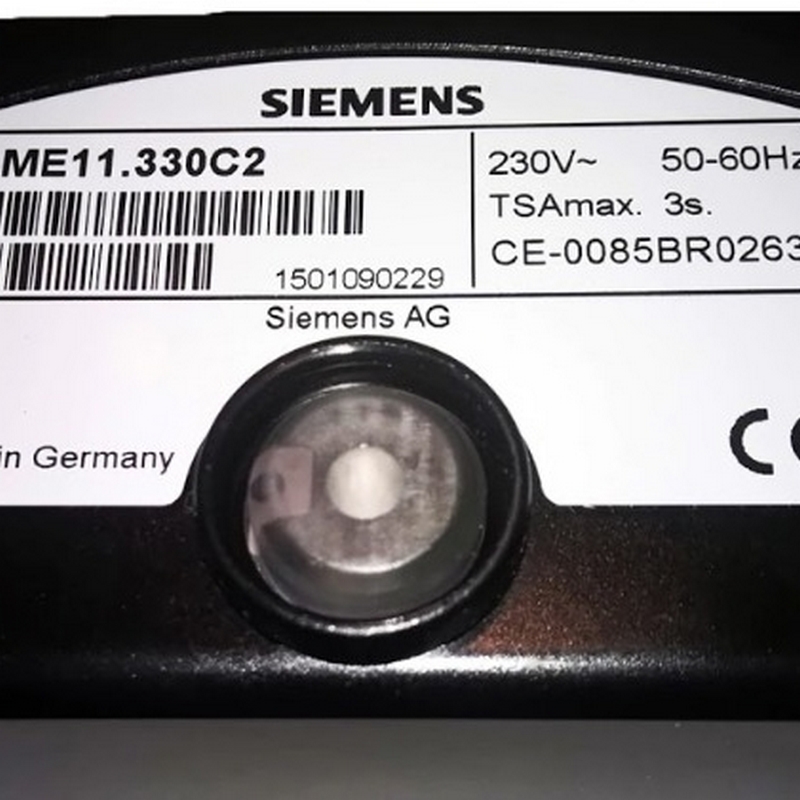 SIEMENS
ME11.330C2
230V~ 50-60Hz
TSAmax. 3s.
CE-0085BR0263
1501090229
Siemens AG
in Germany
CE